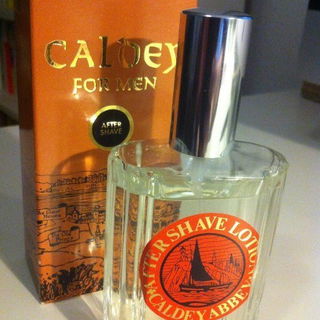 CALDEY
FOR MEN
AFTER
SHAVE
AFTER SHAVE LOTION
CALDEY ABBEY